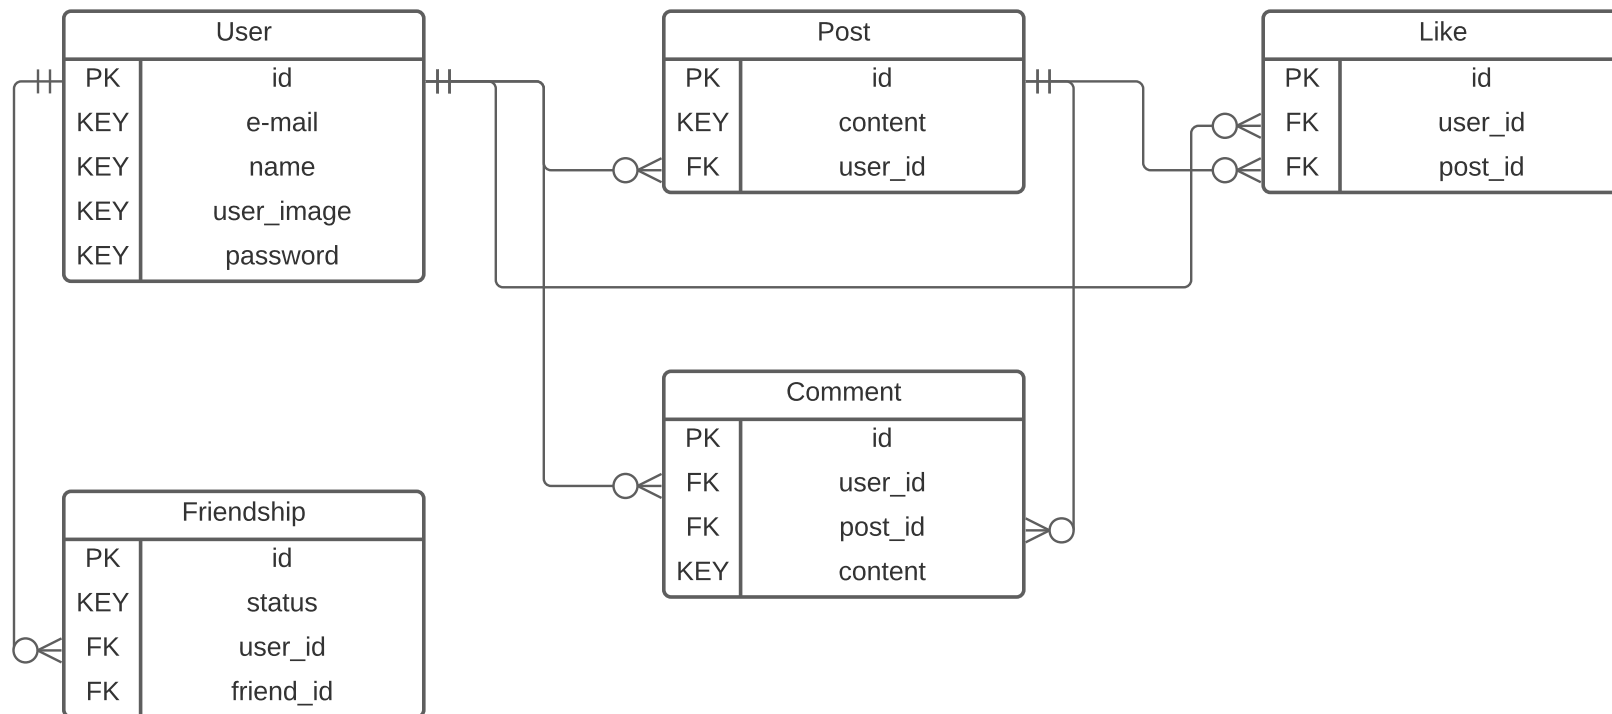 User
PK id
KEY e-mail
KEY name
KEY user_image
KEY password
Post
PK id
KEY content
FK user_id
Like
PK id
FK user_id
FK post_id
Comment
PK id
FK user_id
FK post_id
KEY content
Friendship
PK id
KEY status
FK user_id
FK friend_id